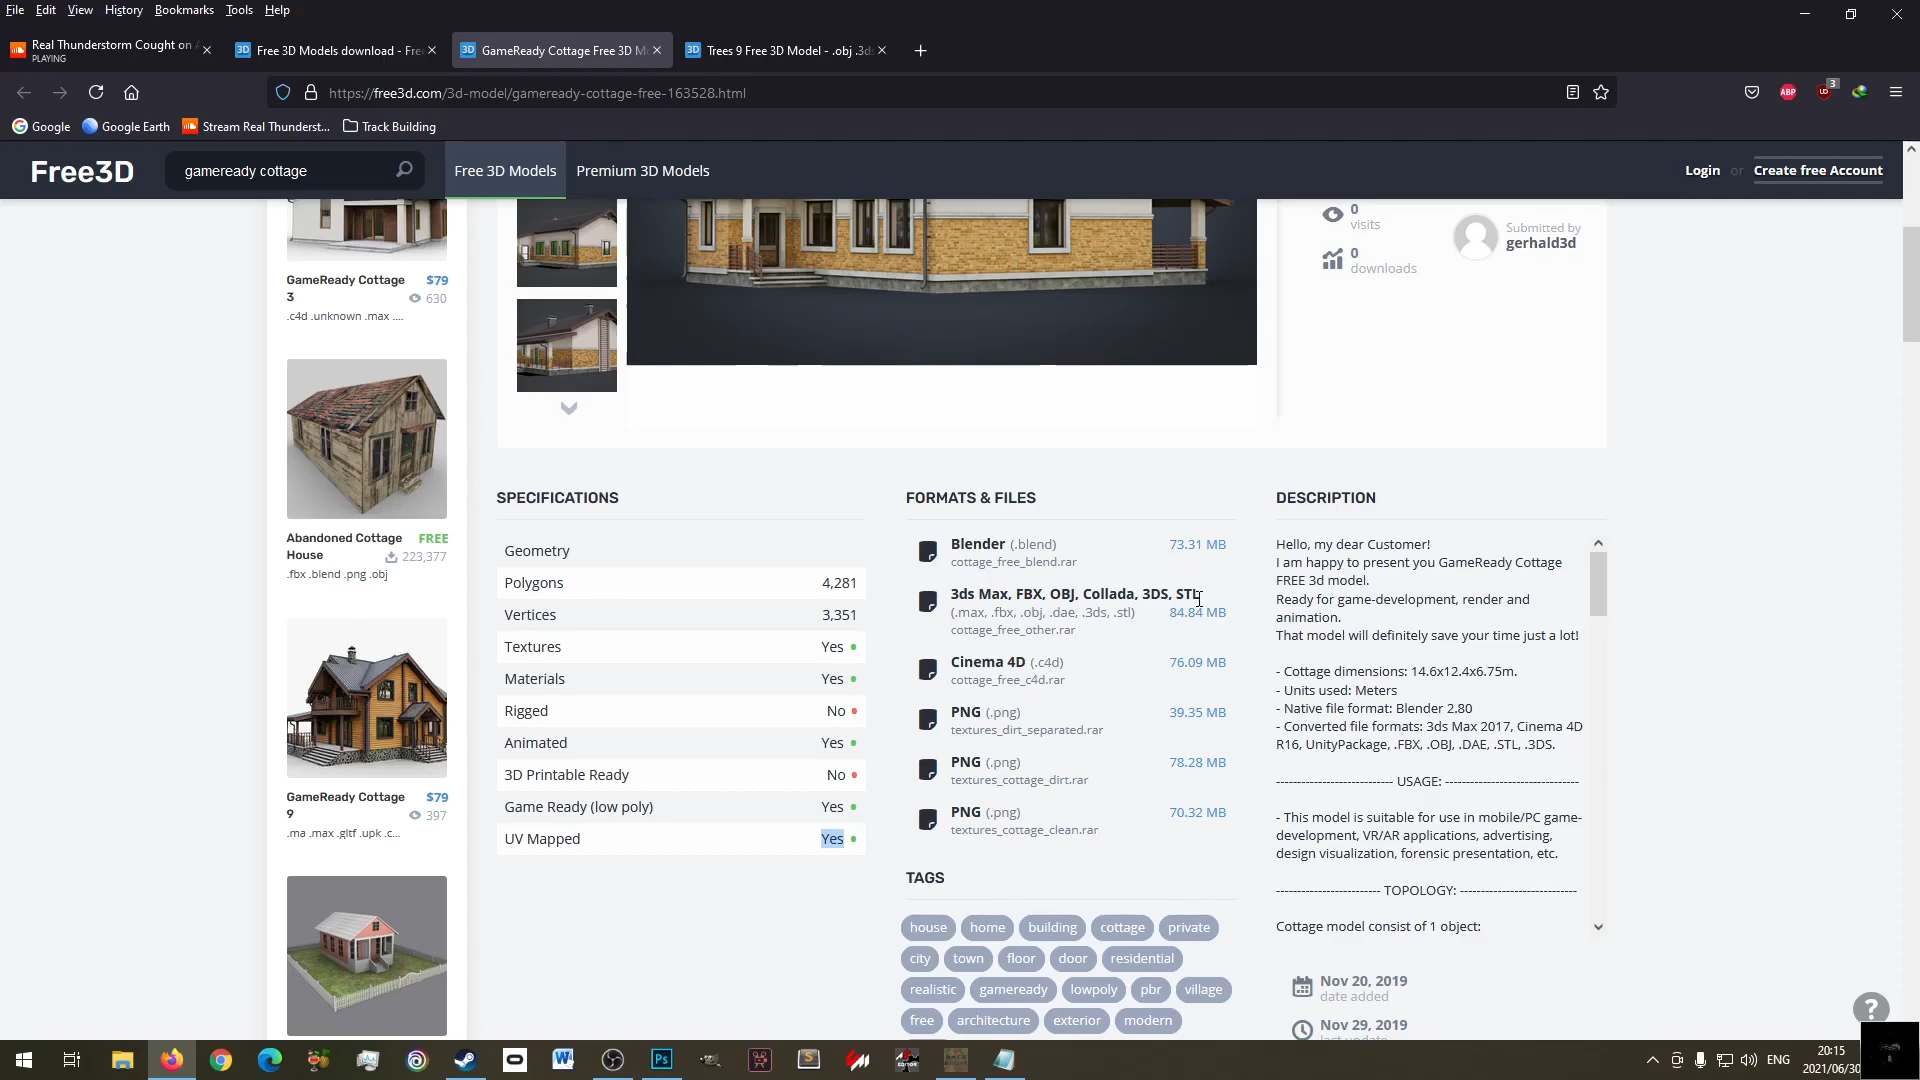 File Edit View History Bookmarks Tools Help
Real Thunderstorm Cought on
PLAYING
Free 3D Models download - Fre
GameReady Cottage Free 3D M
Trees 9 Free 3D Model - .obj .3ds
https://free3d.com/3d-model/gameready-cottage-free-163528.html
ABP
3
Google Google Earth Stream Real Thunderst... Track Building
Free3D gameready cottage Free 3D Models Premium 3D Models Login or Create free Account
GameReady Cottage $79
3 630
.c4d .unknown .max ....
Abandoned Cottage FREE
House 223,377
.fbx .blend .png .obj
GameReady Cottage $79
9 397
.ma .max .gltf .upk .c...
0
visits
0
downloads
Submitted by
gerhald3d
SPECIFICATIONS
Geometry
Polygons 4,281
Vertices 3,351
Textures Yes
Materials Yes
Rigged No
Animated Yes
3D Printable Ready No
Game Ready (low poly) Yes
UV Mapped Yes
FORMATS & FILES
Blender (.blend) 73.31 MB
cottage_free_blend.rar
3ds Max, FBX, OBJ, Collada, 3DS, STL
(.max, .fbx, .obj, .dae, .3ds, .stl) 84.84 MB
cottage_free_other.rar
Cinema 4D (.c4d) 76.09 MB
cottage_free_c4d.rar
PNG (.png) 39.35 MB
textures_dirt_separated.rar
PNG (.png) 78.28 MB
textures_cottage_dirt.rar
PNG (.png) 70.32 MB
textures_cottage_clean.rar
TAGS
house home building cottage private
city town floor door residential
realistic gameready lowpoly pbr village
free architecture exterior modern
DESCRIPTION
Hello, my dear Customer!
I am happy to present you GameReady Cottage
FREE 3d model.
Ready for game-development, render and
animation.
That model will definitely save your time just a lot!
- Cottage dimensions: 14.6x12.4x6.75m.
- Units used: Meters
- Native file format: Blender 2.80
- Converted file formats: 3ds Max 2017, Cinema 4D
R16, UnityPackage, .FBX, .OBJ, .DAE, .STL, .3DS.
--------------------------- USAGE: -------------------------------
- This model is suitable for use in mobile/PC game-
development, VR/AR applications, advertising,
design visualization, forensic presentation, etc.
------------------------ TOPOLOGY: ---------------------------
Cottage model consist of 1 object:
Nov 20, 2019
date added
Nov 29, 2019
last update
?
W Ps S EDITOR
ENG
20:15
2021/06/30